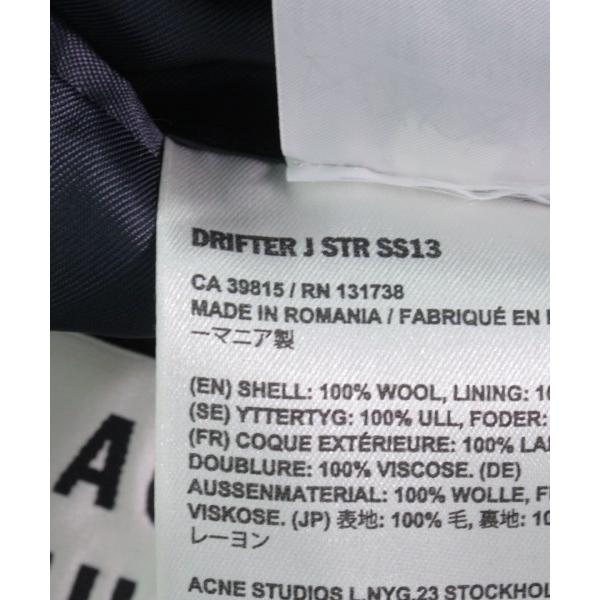 DRIFTER J STR SS13
CA 39815 / RN 131738
MADE IN ROMANIA / FABRIQUÉ EN
ーマニア製
(EN) SHELL: 100% WOOL, LINING:
(SE) YTTERTYG: 100% ULL, FODER:
(FR) COQUE EXTÉRIEURE: 100%
DOUBLURE: 100% VISCOSE. (DE)
AUSSENMATERIAL: 100% WOLLE,
VISKOSE. (JP) 表地: 100% 毛, 裏地:
レーヨン
ACNE STUDIOS L.NYG.23 STOCKHOL